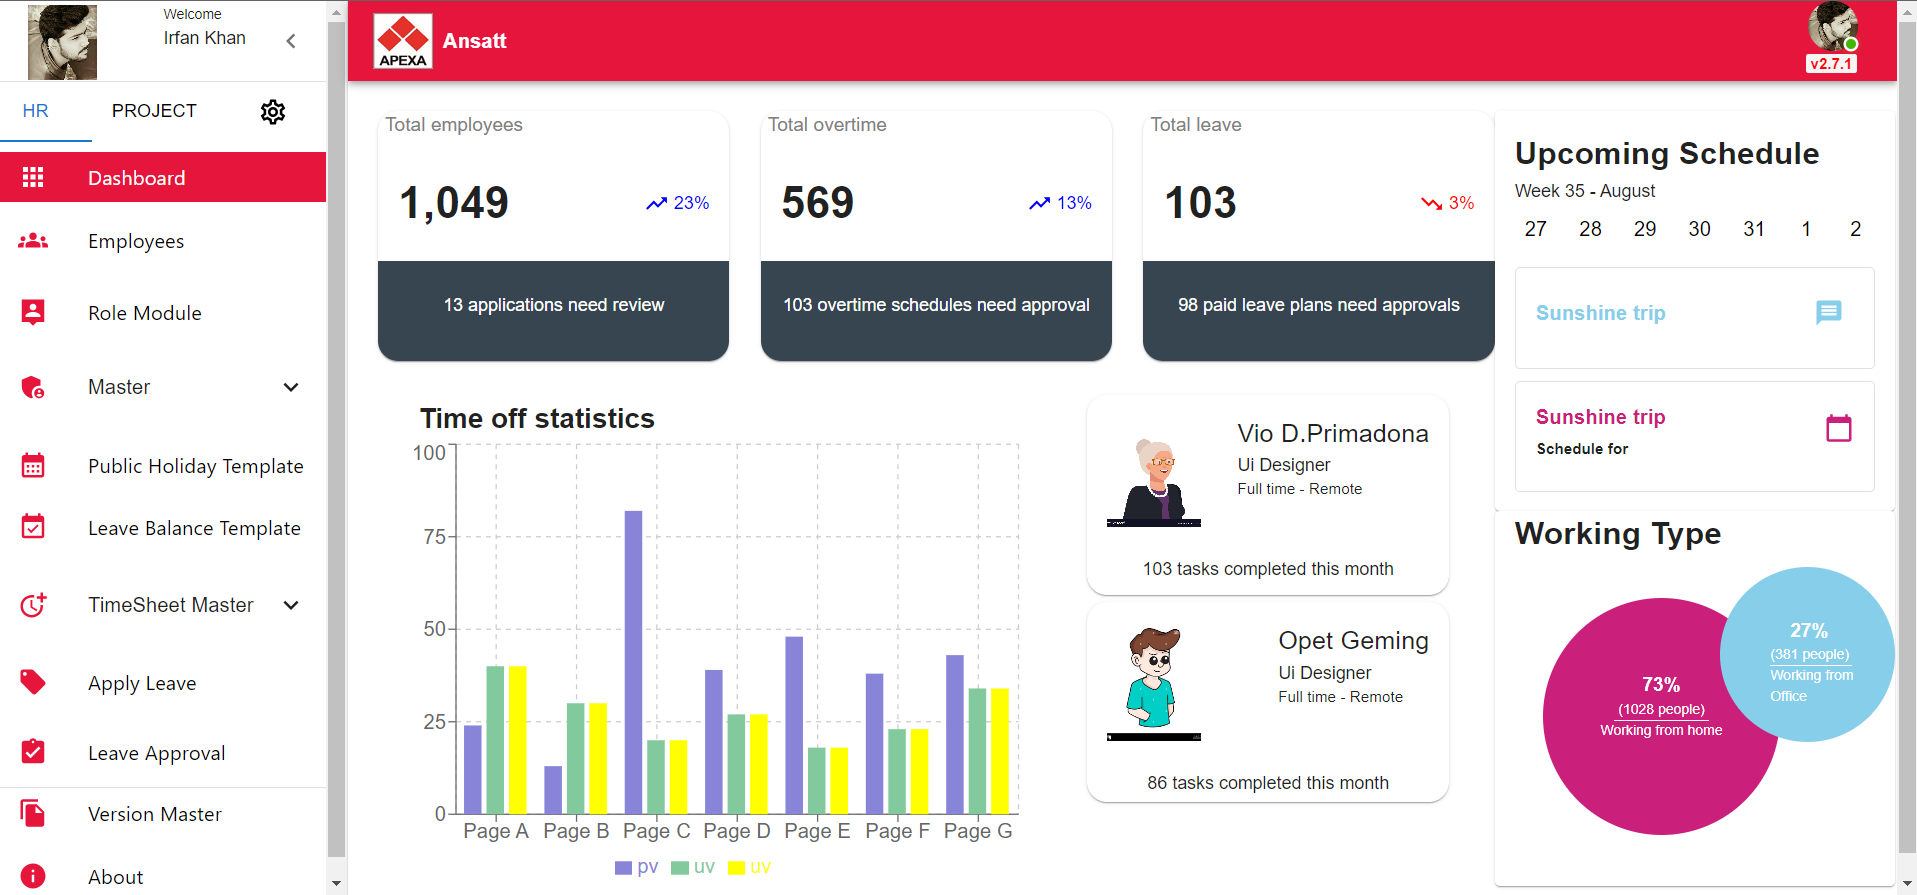 Welcome
Irfan Khan
HR
PROJECT
Dashboard
Employees
Role Module
Master
Public Holiday Template
Leave Balance Template
TimeSheet Master
Apply Leave
Leave Approval
Version Master
About
APEXA
Ansatt
v2.7.1
Total employees
1,049
23%
13 applications need review
Total overtime
569
13%
103 overtime schedules need approval
Total leave
103
3%
98 paid leave plans need approvals
Time off statistics
100
75
50
25
0
Page A Page B Page C Page D Page E Page F Page G
pv uv uv
Vio D.Primadona
Ui Designer
Full time - Remote
103 tasks completed this month
Opet Geming
Ui Designer
Full time - Remote
86 tasks completed this month
Upcoming Schedule
Week 35 - August
27 28 29 30 31 1 2
Sunshine trip
Sunshine trip
Schedule for
Working Type
73%
(1028 people)
Working from home
27%
(381 people)
Working from
Office